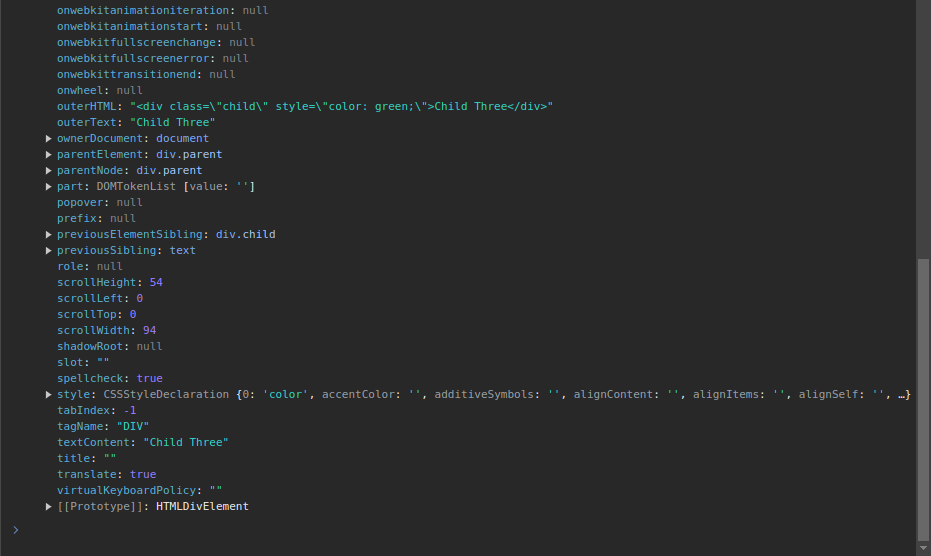 onwebkitanimationiteration: null
onwebkitanimationstart: null
onwebkitfullscreenchange: null
onwebkitfullscreenerror: null
onwebkittransitionend: null
onwheel: null
outerHTML: "<div class=\"child\" style=\"color: green;\">Child Three</div>"
outerText: "Child Three"
▶ ownerDocument: document
▶ parentElement: div.parent
▶ parentNode: div.parent
▶ part: DOMTokenList [value: '']
popover: null
prefix: null
▶ previousElementSibling: div.child
▶ previousSibling: text
role: null
scrollHeight: 54
scrollLeft: 0
scrollTop: 0
scrollWidth: 94
shadowRoot: null
slot: ""
spellcheck: true
▶ style: CSSStyleDeclaration {0: 'color', accentColor: '', additiveSymbols: '', alignContent: '', alignItems: '', alignSelf: '', …}
tabIndex: -1
tagName: "DIV"
textContent: "Child Three"
title: ""
translate: true
virtualKeyboardPolicy: ""
▶ [[Prototype]]: HTMLDivElement
>